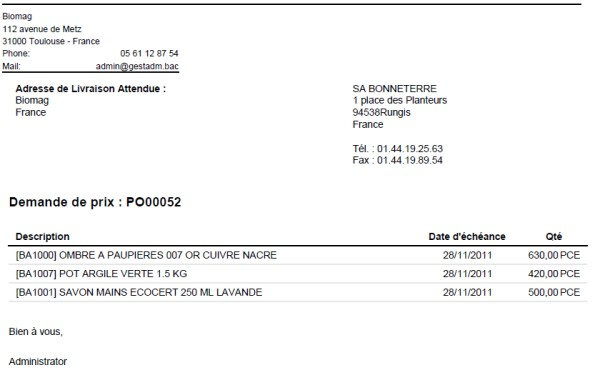 Biomag
112 avenue de Metz
31000 Toulouse - France
Phone: 05 61 12 87 54
Mail: admin@gestadm.bac
Adresse de Livraison Attendue :
Biomag
France
SA BONNETERRE
1 place des Planteurs
94538Rungis
France
Tél. : 01.44.19.25.63
Fax : 01.44.19.89.54
Demande de prix : PO00052
Description Date d'échéance Qté
[BA1000] OMBRE A PAUPIERES 007 OR CUIVRE NACRE 28/11/2011 630,00 PCE
[BA1007] POT ARGILE VERTE 1.5 KG 28/11/2011 420,00 PCE
[BA1001] SAVON MAINS ECOCERT 250 ML LAVANDE 28/11/2011 500,00 PCE
Bien à vous,
Administrator